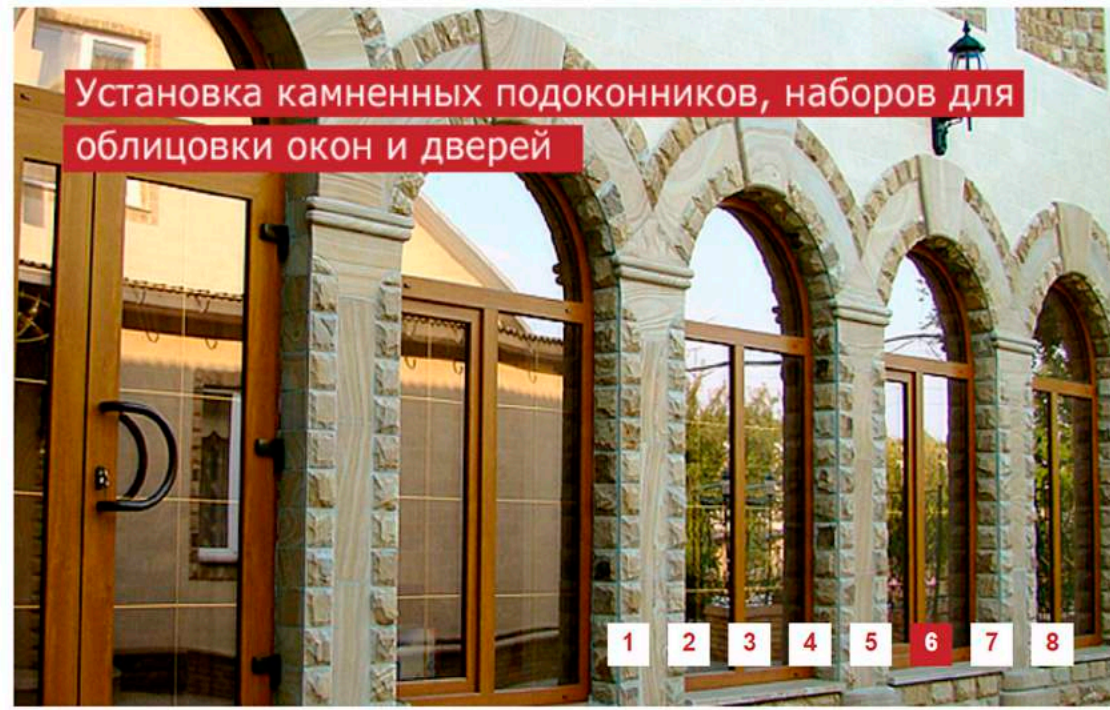 Установка камненных подоконников, наборов для
облицовки окон и дверей
1 2 3 4 5 6 7 8